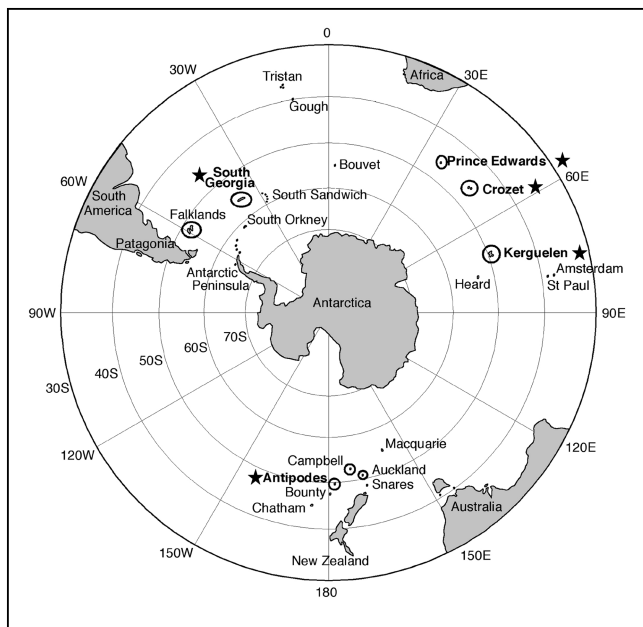 0
30W
Tristan
Gough
Africa
30E
Bouvet
Prince Edwards
60E
Crozet
South
Georgia
60W
South
America
South Sandwich
Falklands
South Orkney
Patagonia
Kerguelen
Antarctic
Peninsula
Heard
Amsterdam
St Paul
Antarctica
90W
90E
70S
60S
50S
40S
30S
120W
120E
Macquarie
Campbell
Auckland
Antipodes
Snares
Bounty
Chatham
Australia
150W
150E
New Zealand
180